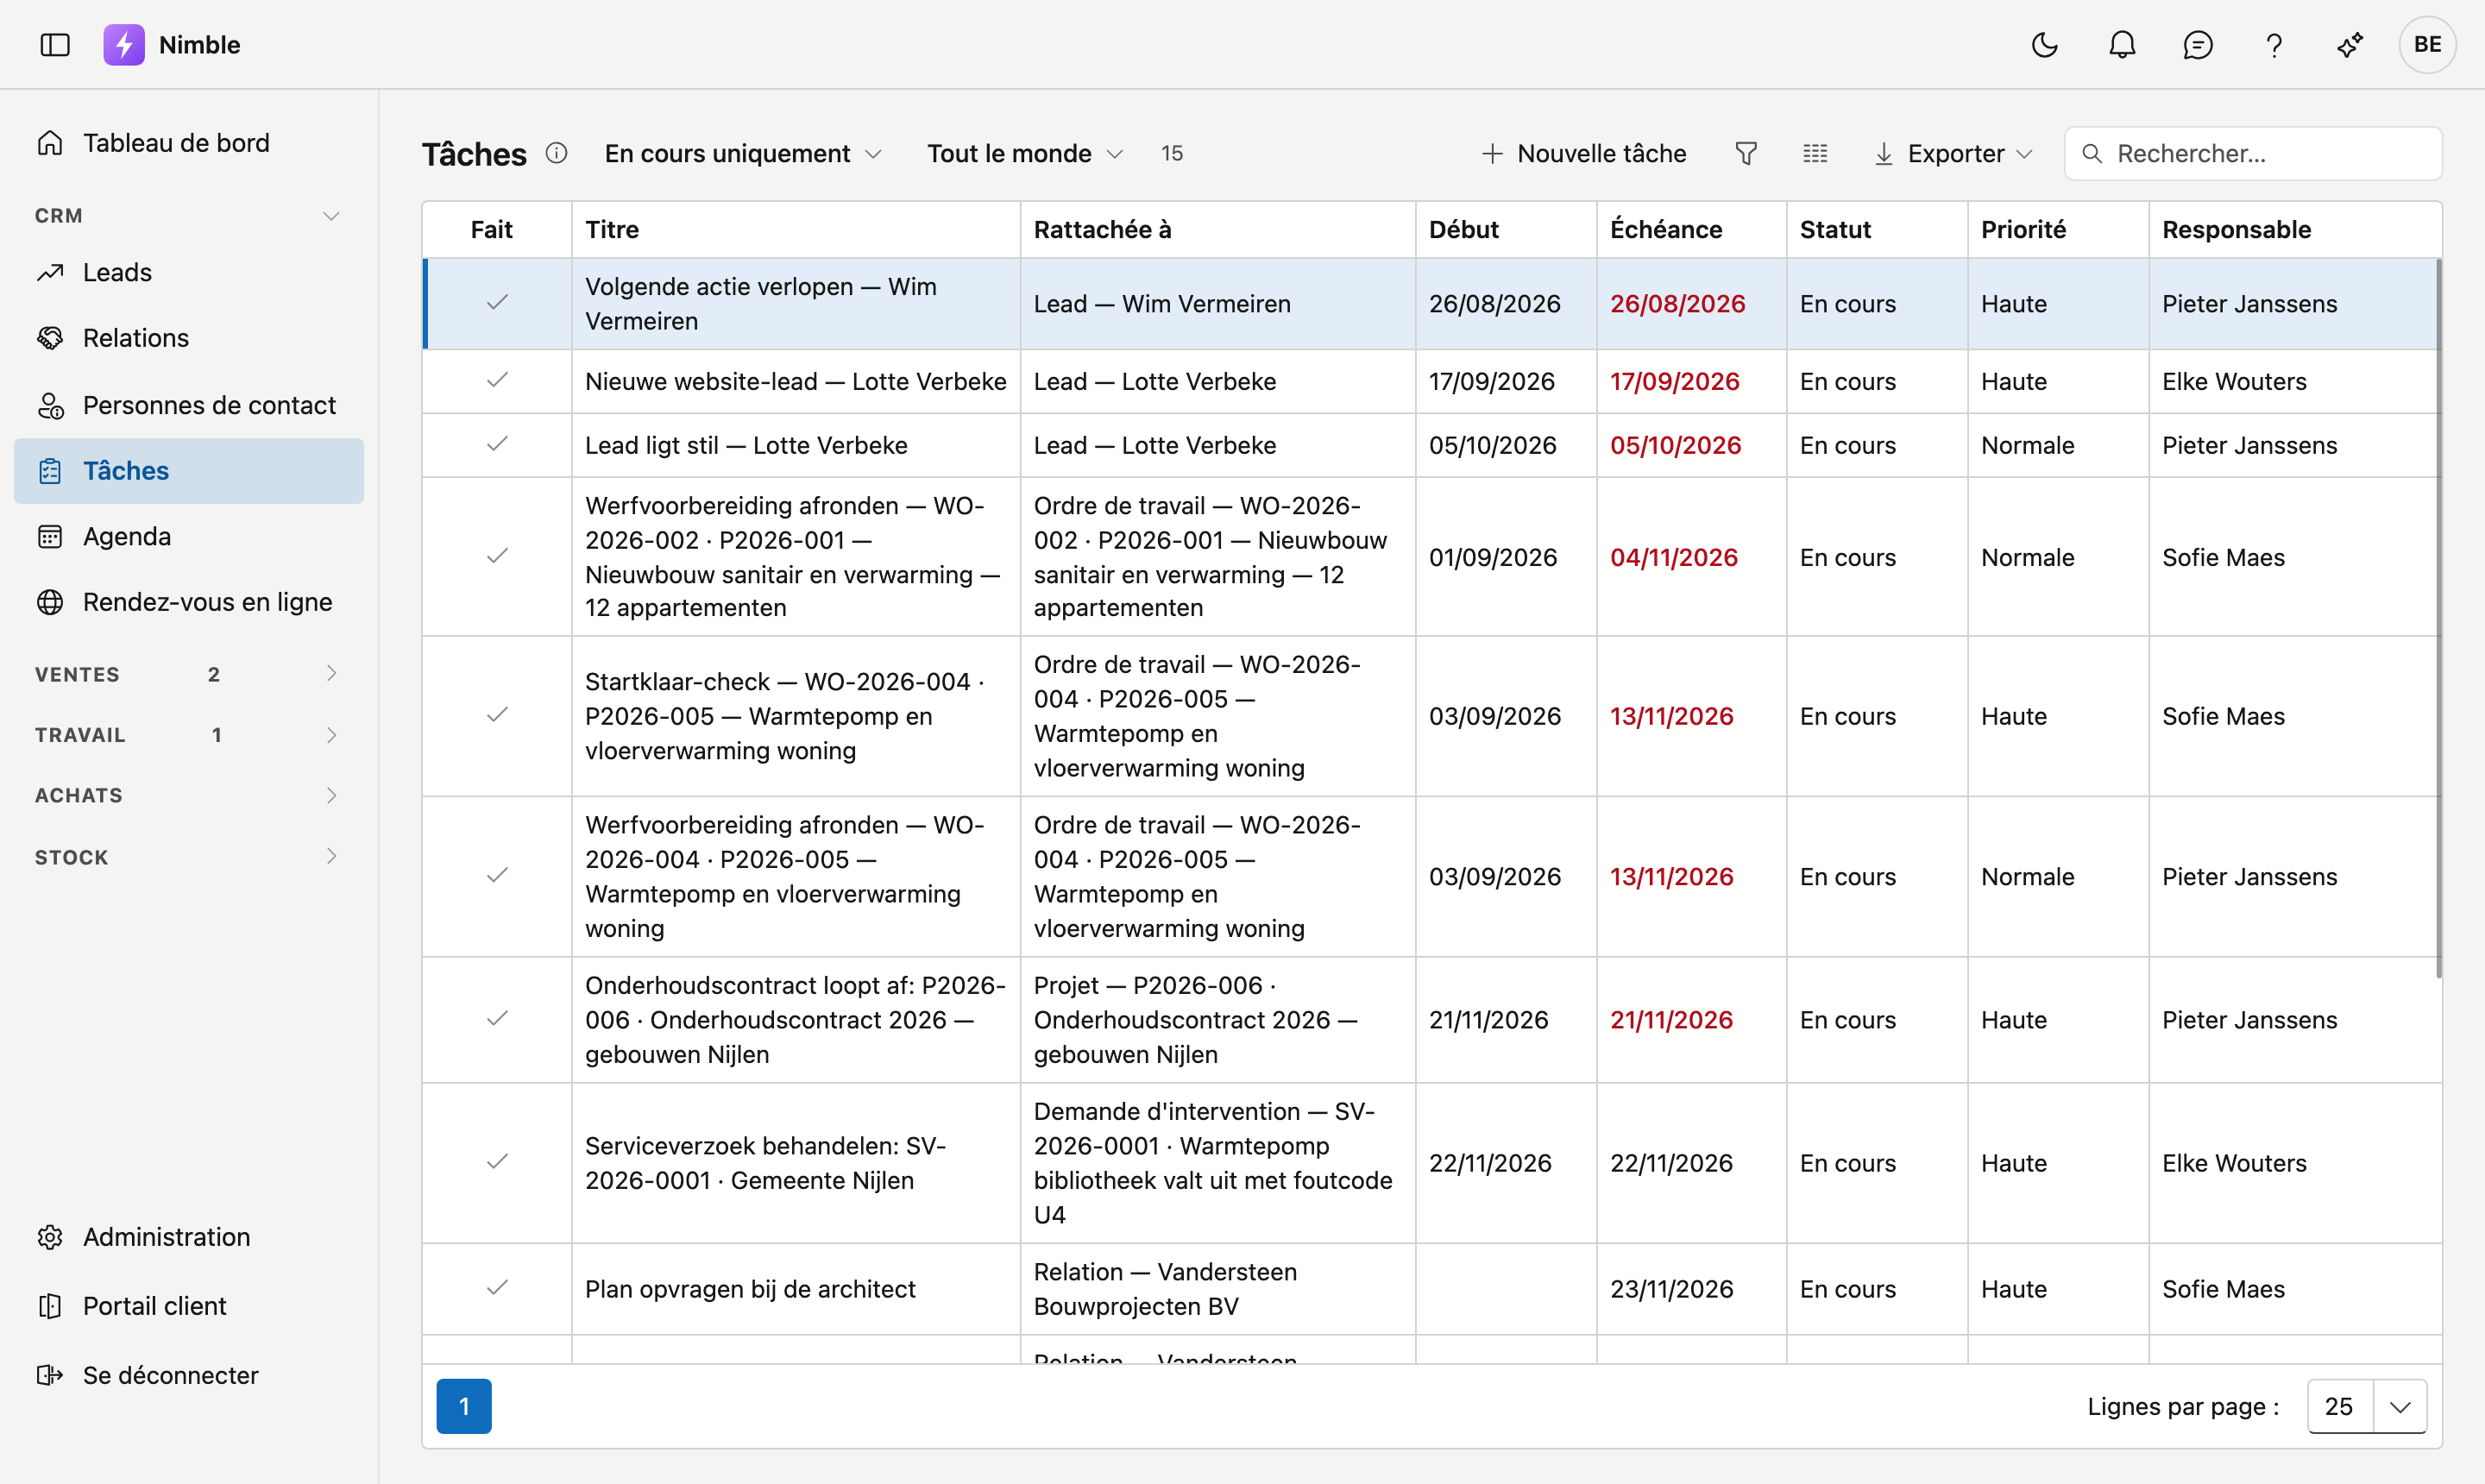 Nimble
BE
Tableau de bord
CRM
Leads
Relations
Personnes de contact
Tâches
Agenda
Rendez-vous en ligne
VENTES 2
TRAVAIL 1
ACHATS
STOCK
Administration
Portail client
Se déconnecter
Tâches En cours uniquement Tout le monde 15 Nouvelle tâche Exporter Rechercher...
Fait Titre Rattachée à Début Échéance Statut Priorité Responsable
Volgende actie verlopen — Wim
Vermeiren
Lead — Wim Vermeiren
26/08/2026 26/08/2026 En cours Haute Pieter Janssens
Nieuwe website-lead — Lotte Verbeke Lead — Lotte Verbeke 17/09/2026 17/09/2026 En cours Haute Elke Wouters
Lead ligt stil — Lotte Verbeke Lead — Lotte Verbeke 05/10/2026 05/10/2026 En cours Normale Pieter Janssens
Werfvoorbereiding afronden — WO-
2026-002 · P2026-001 —
Nieuwbouw sanitair en verwarming —
12 appartementen
Ordre de travail — WO-2026-
002 · P2026-001 — Nieuwbouw
sanitair en verwarming — 12
appartementen
01/09/2026 04/11/2026 En cours Normale Sofie Maes
Startklaar-check — WO-2026-004 ·
P2026-005 — Warmtepomp en
vloerverwarming woning
Ordre de travail — WO-2026-
004 · P2026-005 —
Warmtepomp en
vloerverwarming woning
03/09/2026 13/11/2026 En cours Haute Sofie Maes
Werfvoorbereiding afronden — WO-
2026-004 · P2026-005 —
Warmtepomp en vloerverwarming
woning
Ordre de travail — WO-2026-
004 · P2026-005 —
Warmtepomp en
vloerverwarming woning
03/09/2026 13/11/2026 En cours Normale Pieter Janssens
Onderhoudscontract loopt af: P2026-
006 · Onderhoudscontract 2026 —
gebouwen Nijlen
Projet — P2026-006 ·
Onderhoudscontract 2026 —
gebouwen Nijlen
21/11/2026 21/11/2026 En cours Haute Pieter Janssens
Serviceverzoek behandelen: SV-
2026-0001 · Gemeente Nijlen
Demande d'intervention — SV-
2026-0001 · Warmtepomp
bibliotheek valt uit met foutcode
U4
22/11/2026 22/11/2026 En cours Haute Elke Wouters
Plan opvragen bij de architect
Relation — Vandersteen
Bouwprojecten BV
23/11/2026 En cours Haute Sofie Maes
Relation — Vandersteen
1 Lignes par page : 25